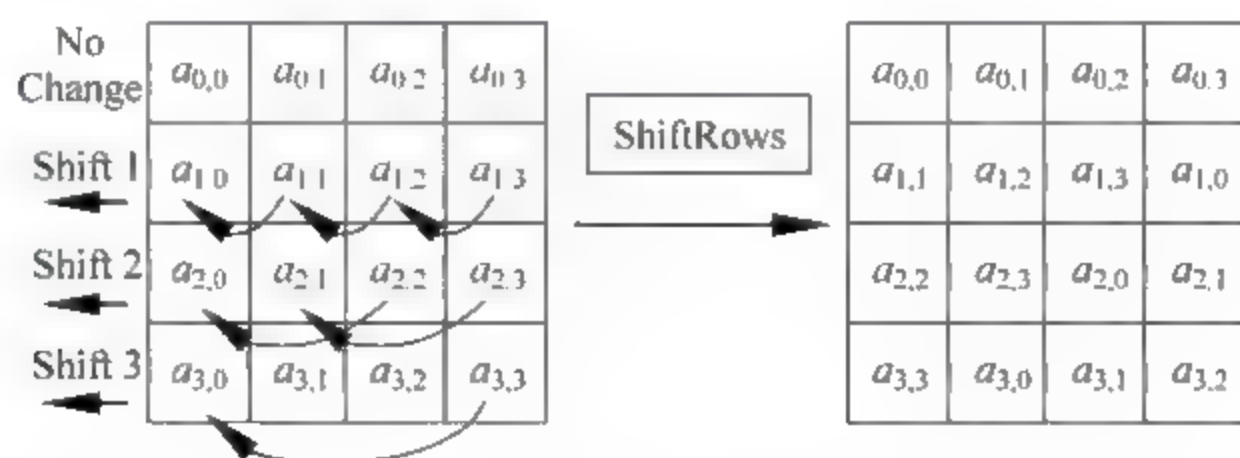 No
Change a0,0 a0,1 a0,2 a0,3
Shift 1 a1,0 a1,1 a1,2 a1,3
Shift 2 a2,0 a2,1 a2,2 a2,3
Shift 3 a3,0 a3,1 a3,2 a3,3
ShiftRows
a0,0 a0,1 a0,2 a0,3
a1,1 a1,2 a1,3 a1,0
a2,2 a2,3 a2,0 a2,1
a3,3 a3,0 a3,1 a3,2